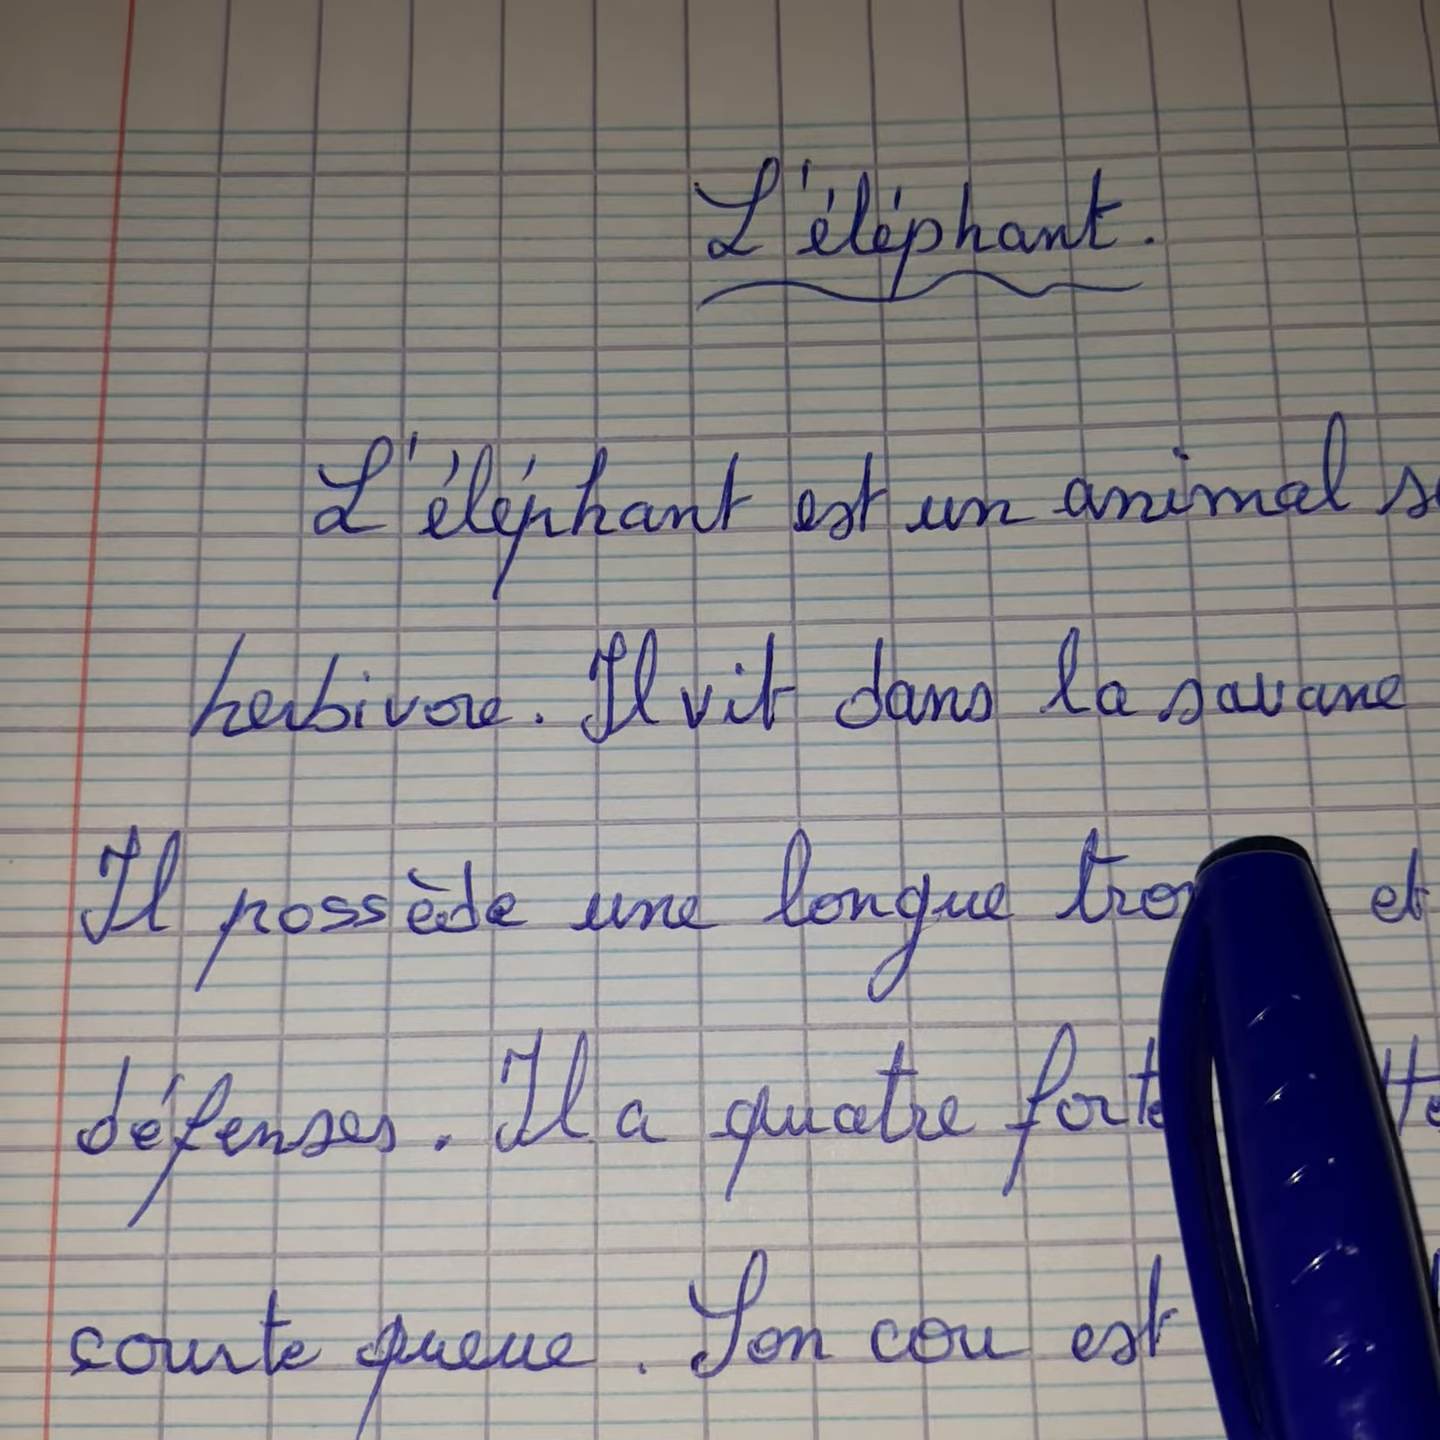 L'éléphant.
L'éléphant est un animal
herbivore. Il vit dans la savane
Il possède une longue et
défenses. Il a quatre
courte queue. Son cou est